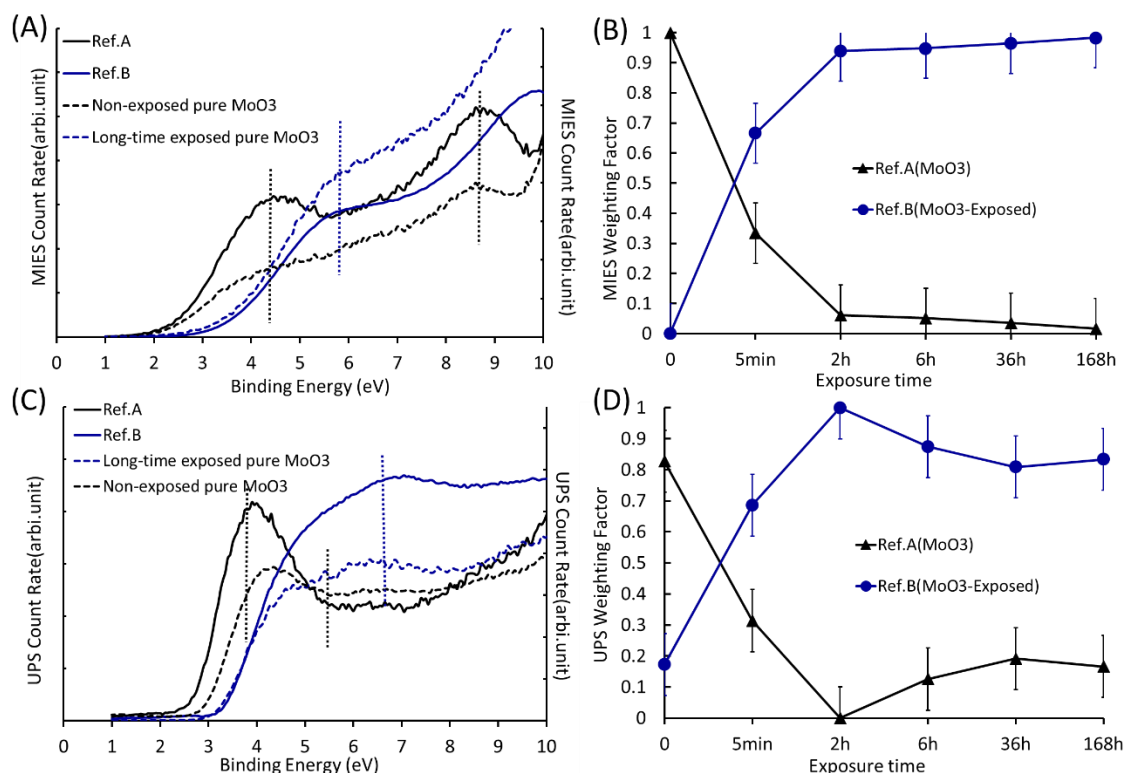 (A)
Ref.A
Ref.B
Non-exposed pure MoO3
Long-time exposed pure MoO3
MIES Count Rate(arbi.unit)
MIES Count Rate(arbi.unit)
0 1 2 3 4 5 6 7 8 9 10
Binding Energy (eV)
(B)
1
0.9
0.8
0.7
0.6
0.5
0.4
0.3
0.2
0.1
0
MIES Weighting Factor
Ref.A(MoO3)
Ref.B(MoO3-Exposed)
0 5min 2h 6h 36h 168h
Exposure time
(C)
Ref.A
Ref.B
Long-time exposed pure MoO3
Non-exposed pure MoO3
UPS Count Rate(arbi.unit)
UPS Count Rate(arbi.unit)
0 1 2 3 4 5 6 7 8 9 10
Binding Energy (eV)
(D)
1
0.9
0.8
0.7
0.6
0.5
0.4
0.3
0.2
0.1
0
UPS Weighting Factor
Ref.A(MoO3)
Ref.B(MoO3-Exposed)
0 5min 2h 6h 36h 168h
Exposure time